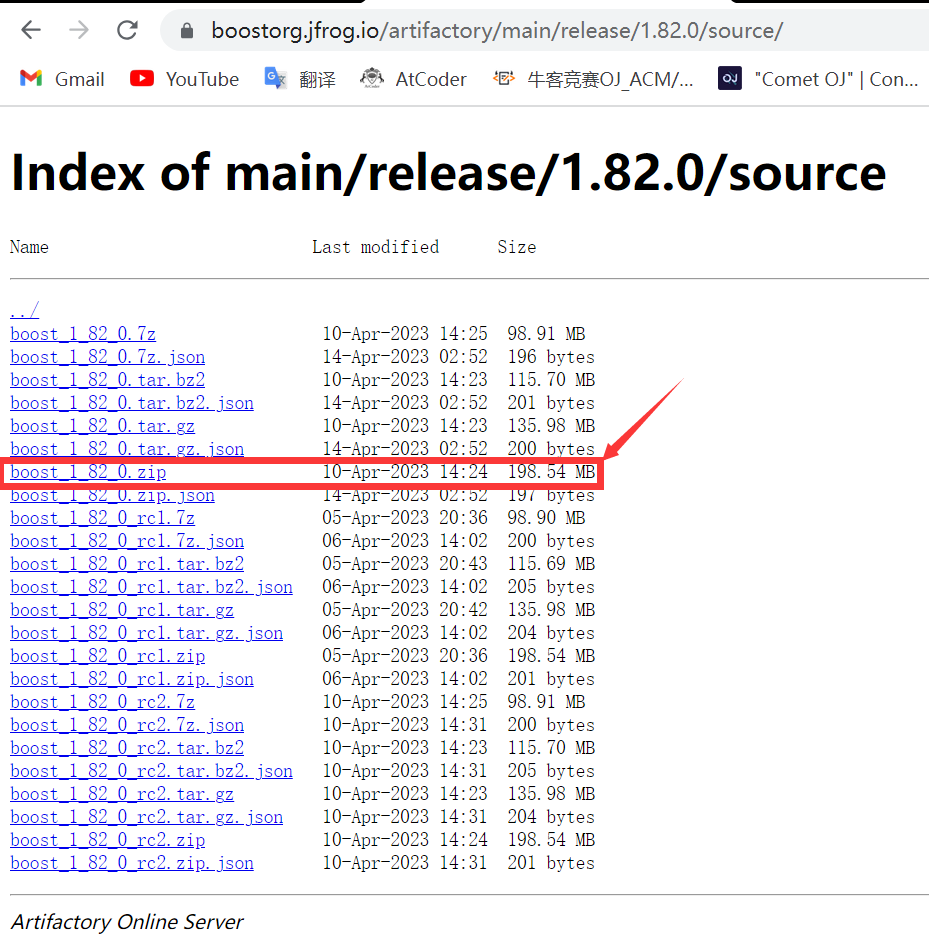 boostorg.jfrog.io/artifactory/main/release/1.82.0/source/
Gmail YouTube 翻译 AtCoder 牛客竞赛OJ_ACM/... OJ "Comet OJ" | Con...
Index of main/release/1.82.0/source
Name Last modified Size
../
boost_1_82_0.7z 10-Apr-2023 14:25 98.91 MB
boost_1_82_0.7z.json 14-Apr-2023 02:52 196 bytes
boost_1_82_0.tar.bz2 10-Apr-2023 14:23 115.70 MB
boost_1_82_0.tar.bz2.json 14-Apr-2023 02:52 201 bytes
boost_1_82_0.tar.gz 10-Apr-2023 14:23 135.98 MB
boost_1_82_0.tar.gz.json 14-Apr-2023 02:52 200 bytes
boost_1_82_0.zip 10-Apr-2023 14:24 198.54 MB
boost_1_82_0.zip.json 14-Apr-2023 02:52 197 bytes
boost_1_82_0_rc1.7z 05-Apr-2023 20:36 98.90 MB
boost_1_82_0_rc1.7z.json 06-Apr-2023 14:02 200 bytes
boost_1_82_0_rc1.tar.bz2 05-Apr-2023 20:43 115.69 MB
boost_1_82_0_rc1.tar.bz2.json 06-Apr-2023 14:02 205 bytes
boost_1_82_0_rc1.tar.gz 05-Apr-2023 20:42 135.98 MB
boost_1_82_0_rc1.tar.gz.json 06-Apr-2023 14:02 204 bytes
boost_1_82_0_rc1.zip 05-Apr-2023 20:36 198.54 MB
boost_1_82_0_rc1.zip.json 06-Apr-2023 14:02 201 bytes
boost_1_82_0_rc2.7z 10-Apr-2023 14:25 98.91 MB
boost_1_82_0_rc2.7z.json 10-Apr-2023 14:31 200 bytes
boost_1_82_0_rc2.tar.bz2 10-Apr-2023 14:23 115.70 MB
boost_1_82_0_rc2.tar.bz2.json 10-Apr-2023 14:31 205 bytes
boost_1_82_0_rc2.tar.gz 10-Apr-2023 14:23 135.98 MB
boost_1_82_0_rc2.tar.gz.json 10-Apr-2023 14:31 204 bytes
boost_1_82_0_rc2.zip 10-Apr-2023 14:24 198.54 MB
boost_1_82_0_rc2.zip.json 10-Apr-2023 14:31 201 bytes
Artifactory Online Server